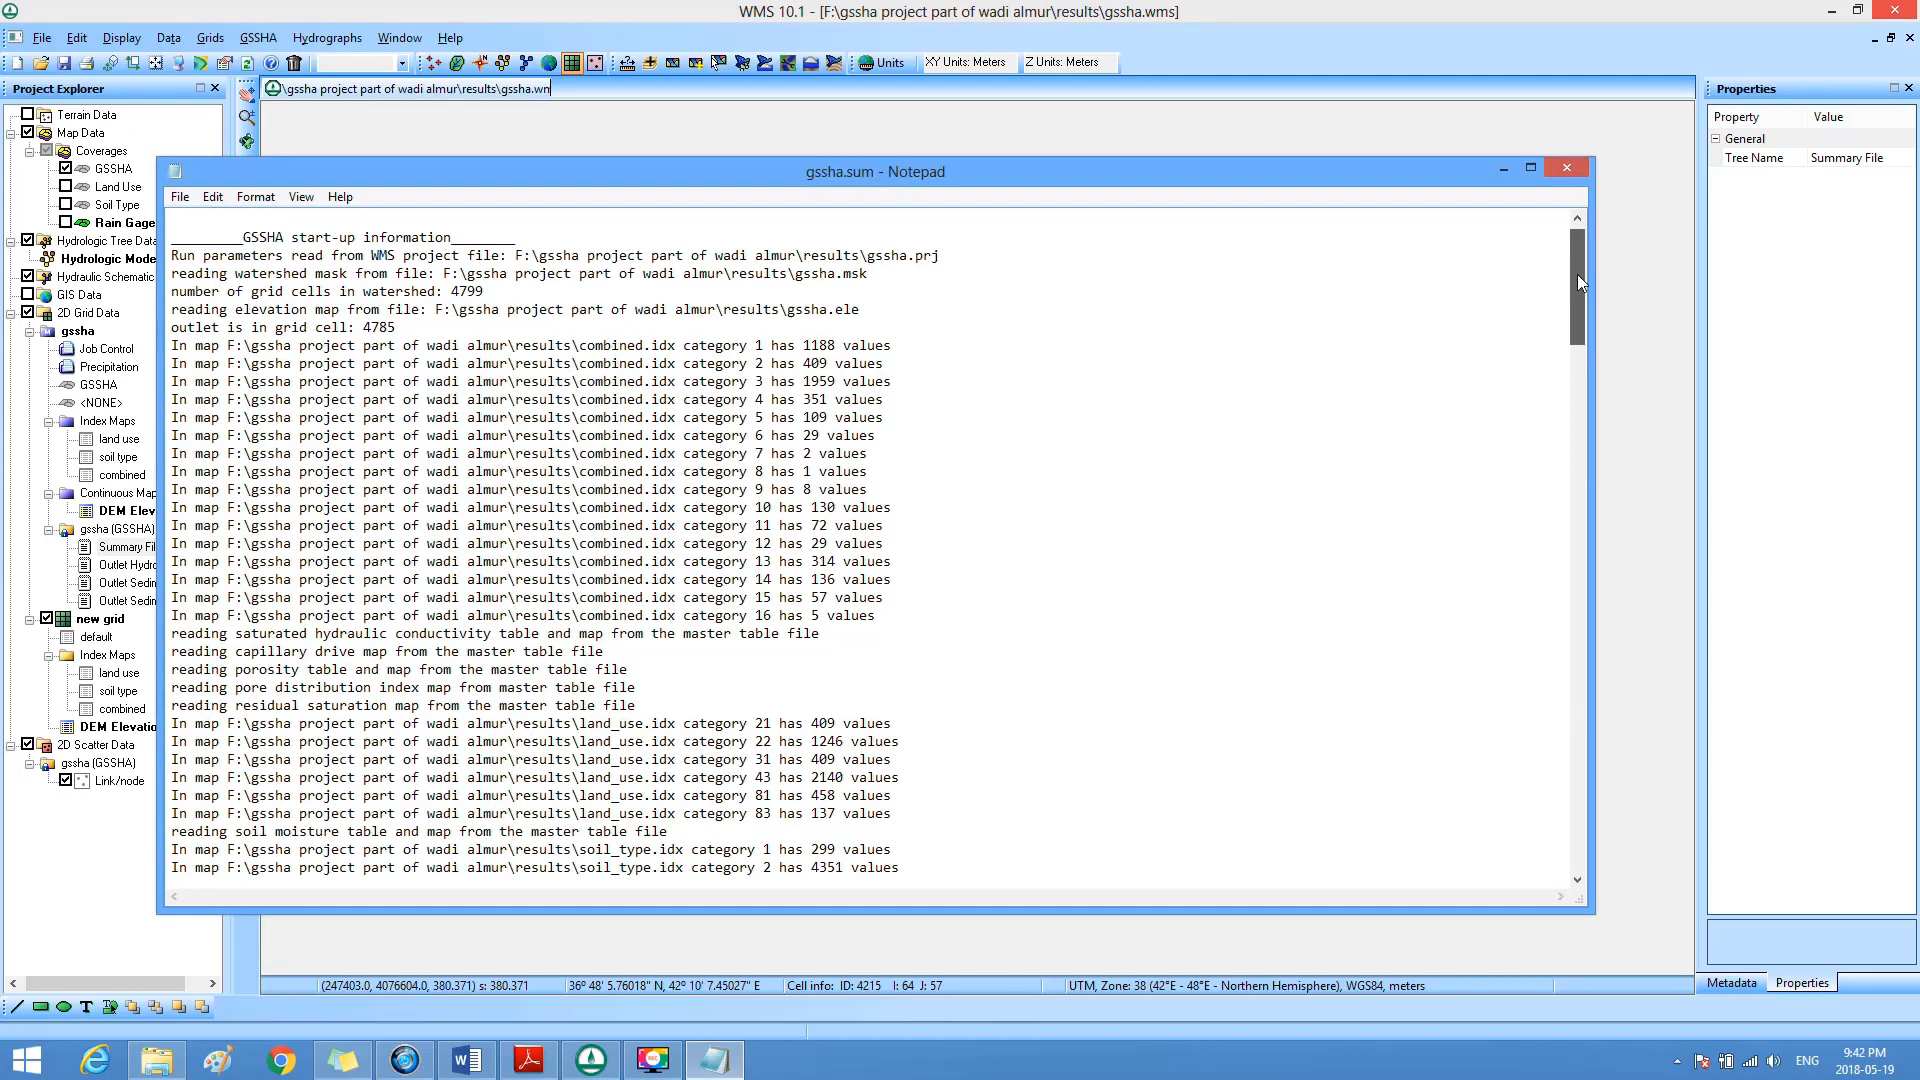 WMS 10.1 - [F:\gssha project part of wadi almur\results\gssha.wms]
File Edit Display Data Grids GSSHA Hydrographs Window Help
Units XY Units: Meters Z Units: Meters
Project Explorer
\gssha project part of wadi almur\results\gssha.wn
Properties
Terrain Data
Map Data
Coverages
GSSHA
Land Use
Soil Type
Rain Gage
Hydrologic Tree Data
Hydrologic Mode
Hydraulic Schematic
GIS Data
2D Grid Data
gssha
Job Control
Precipitation
GSSHA
<NONE>
Index Maps
land use
soil type
combined
Continuous Map
DEM Elev
gssha (GSSHA)
Summary Fil
Outlet Hydro
Outlet Sedin
Outlet Sedin
new grid
default
Index Maps
land use
soil type
combined
DEM Elevatio
2D Scatter Data
gssha (GSSHA)
Link/node
gssha.sum - Notepad
File Edit Format View Help
_________GSSHA start-up information________
Run parameters read from WMS project file: F:\gssha project part of wadi almur\results\gssha.prj
reading watershed mask from file: F:\gssha project part of wadi almur\results\gssha.msk
number of grid cells in watershed: 4799
reading elevation map from file: F:\gssha project part of wadi almur\results\gssha.ele
outlet is in grid cell: 4785
In map F:\gssha project part of wadi almur\results\combined.idx category 1 has 1188 values
In map F:\gssha project part of wadi almur\results\combined.idx category 2 has 409 values
In map F:\gssha project part of wadi almur\results\combined.idx category 3 has 1959 values
In map F:\gssha project part of wadi almur\results\combined.idx category 4 has 351 values
In map F:\gssha project part of wadi almur\results\combined.idx category 5 has 109 values
In map F:\gssha project part of wadi almur\results\combined.idx category 6 has 29 values
In map F:\gssha project part of wadi almur\results\combined.idx category 7 has 2 values
In map F:\gssha project part of wadi almur\results\combined.idx category 8 has 1 values
In map F:\gssha project part of wadi almur\results\combined.idx category 9 has 8 values
In map F:\gssha project part of wadi almur\results\combined.idx category 10 has 130 values
In map F:\gssha project part of wadi almur\results\combined.idx category 11 has 72 values
In map F:\gssha project part of wadi almur\results\combined.idx category 12 has 29 values
In map F:\gssha project part of wadi almur\results\combined.idx category 13 has 314 values
In map F:\gssha project part of wadi almur\results\combined.idx category 14 has 136 values
In map F:\gssha project part of wadi almur\results\combined.idx category 15 has 57 values
In map F:\gssha project part of wadi almur\results\combined.idx category 16 has 5 values
reading saturated hydraulic conductivity table and map from the master table file
reading capillary drive map from the master table file
reading porosity table and map from the master table file
reading pore distribution index map from master table file
reading residual saturation map from the master table file
In map F:\gssha project part of wadi almur\results\land_use.idx category 21 has 409 values
In map F:\gssha project part of wadi almur\results\land_use.idx category 22 has 1246 values
In map F:\gssha project part of wadi almur\results\land_use.idx category 31 has 409 values
In map F:\gssha project part of wadi almur\results\land_use.idx category 43 has 2140 values
In map F:\gssha project part of wadi almur\results\land_use.idx category 81 has 458 values
In map F:\gssha project part of wadi almur\results\land_use.idx category 83 has 137 values
reading soil moisture table and map from the master table file
In map F:\gssha project part of wadi almur\results\soil_type.idx category 1 has 299 values
In map F:\gssha project part of wadi almur\results\soil_type.idx category 2 has 4351 values
Property Value
General
Tree Name Summary File
Metadata Properties
(247403.0, 4076604.0, 380.371) s: 380.371 36º 48' 5.76018" N, 42º 10' 7.45027" E Cell info: ID: 4215 I: 64 J: 57 UTM, Zone: 38 (42°E - 48°E - Northern Hemisphere), WGS84, meters
ENG
9:42 PM
2018-05-19